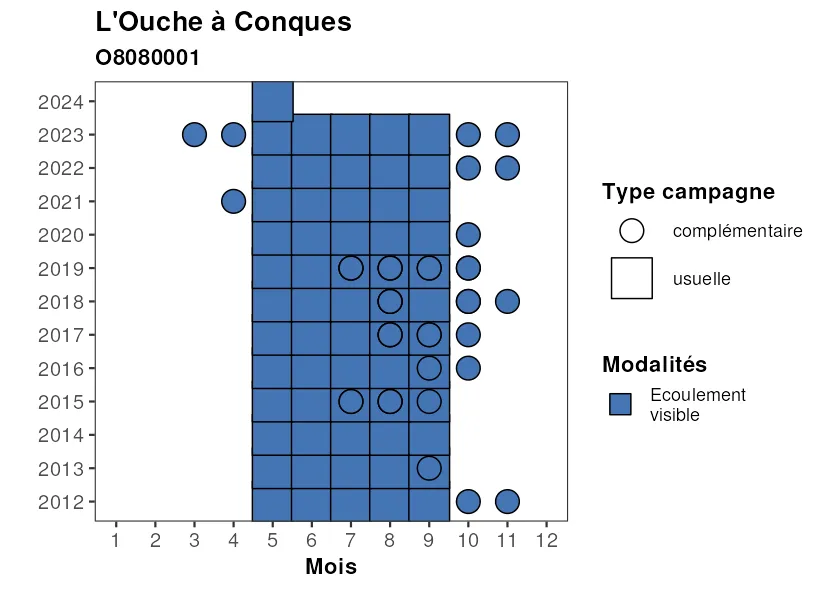 L'Ouche à Conques
O8080001
2024
2023
2022
2021
2020
2019
2018
2017
2016
2015
2014
2013
2012
1 2 3 4 5 6 7 8 9 10 11 12
Mois
Type campagne
complémentaire
usuelle
Modalités
Ecoulement
visible